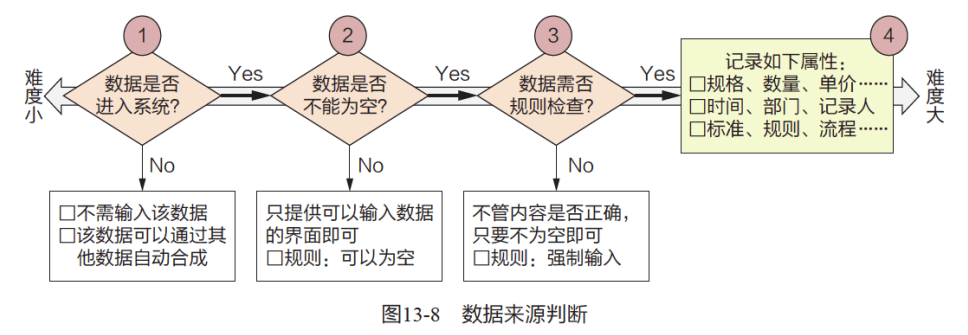 1
2
3
4
难度小
数据是否
进入系统?
Yes
数据是否
不能为空?
Yes
数据需否
规则检查?
Yes
记录如下属性:
□规格、数量、单价……
□时间、部门、记录人
□标准、规则、流程……
难度大
No
No
No
□不需输入该数据
□该数据可以通过其
他数据自动合成
只提供可以输入数据
的界面即可
□规则:可以为空
不管内容是否正确,
只要不为空即可
□规则:强制输入
图13-8 数据来源判断